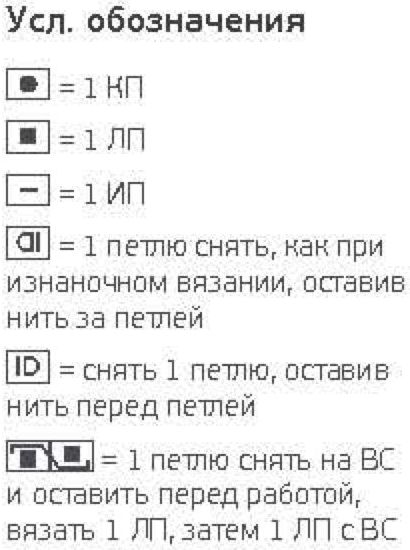 Усл. обозначения
= 1 КП
= 1 ЛП
= 1 ИП
= 1 петлю снять, как при
изнаночном вязании, оставив
нить за петлей
= снять 1 петлю, оставив
нить перед петлей
= 1 петлю снять на ВС
и оставить перед работой,
вязать 1 ЛП, затем 1 ЛП с ВС